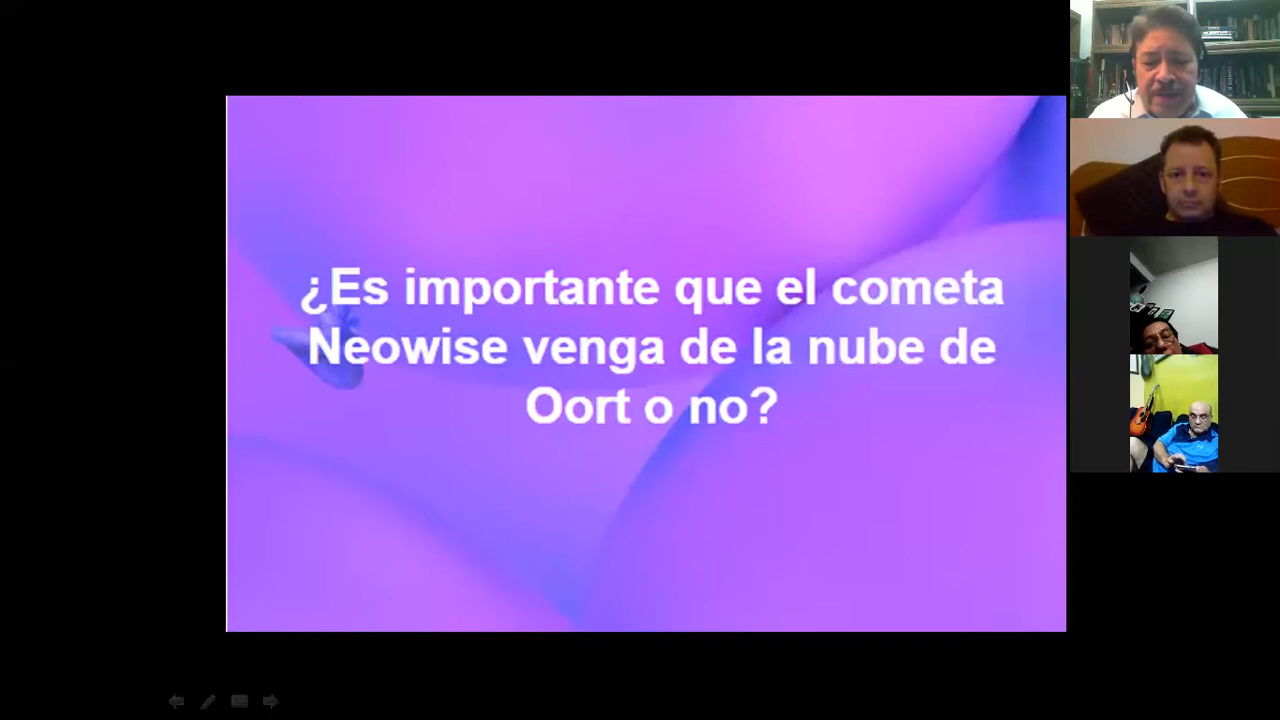 ¿Es importante que el cometa
Neowise venga de la nube de
Oort o no?